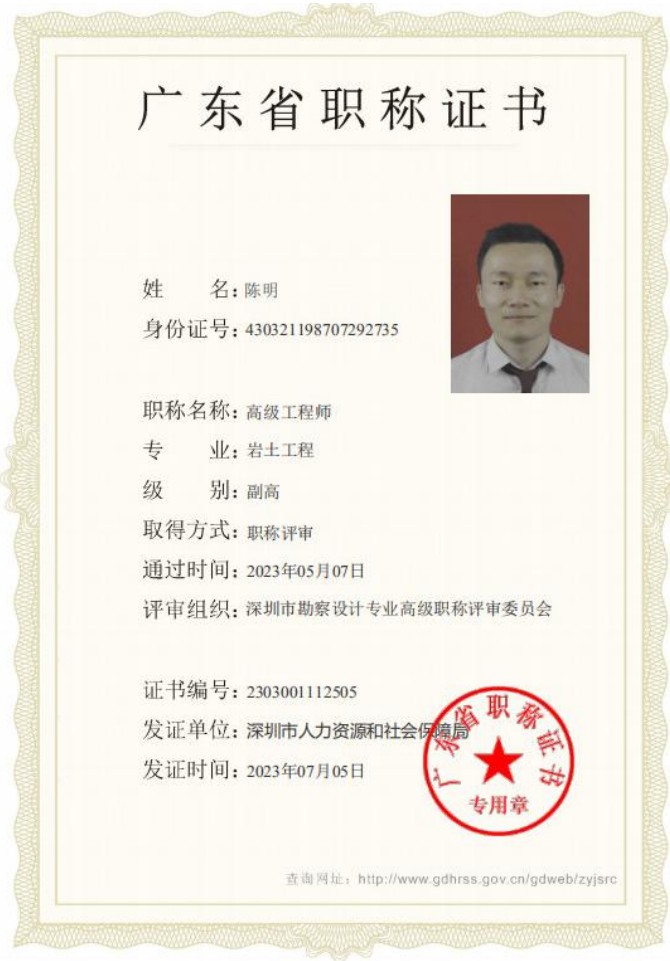 广东省职称证书
姓 名：陈明
身份证号：430321198707292735
职称名称：高级工程师
专 业：岩土工程
级 别：副高
取得方式：职称评审
通过时间：2023年05月07日
评审组织：深圳市勘察设计专业高级职称评审委员会
证书编号：2303001112505
发证单位：深圳市人力资源和社会保障局
发证时间：2023年07月05日
广东省职称证书
专用章
查询网址：http://www.gdhrss.gov.cn/gdweb/zyjsrc